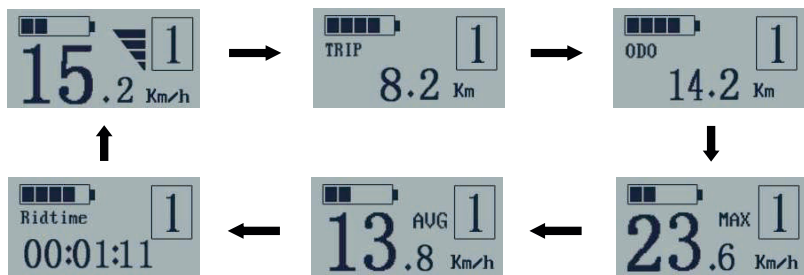 1
15.2 Km/h
1
TRIP
8.2 Km
1
ODO
14.2 Km
1
Ridtime
00:01:11
1
AVG
13.8 Km/h
1
MAX
23.6 Km/h